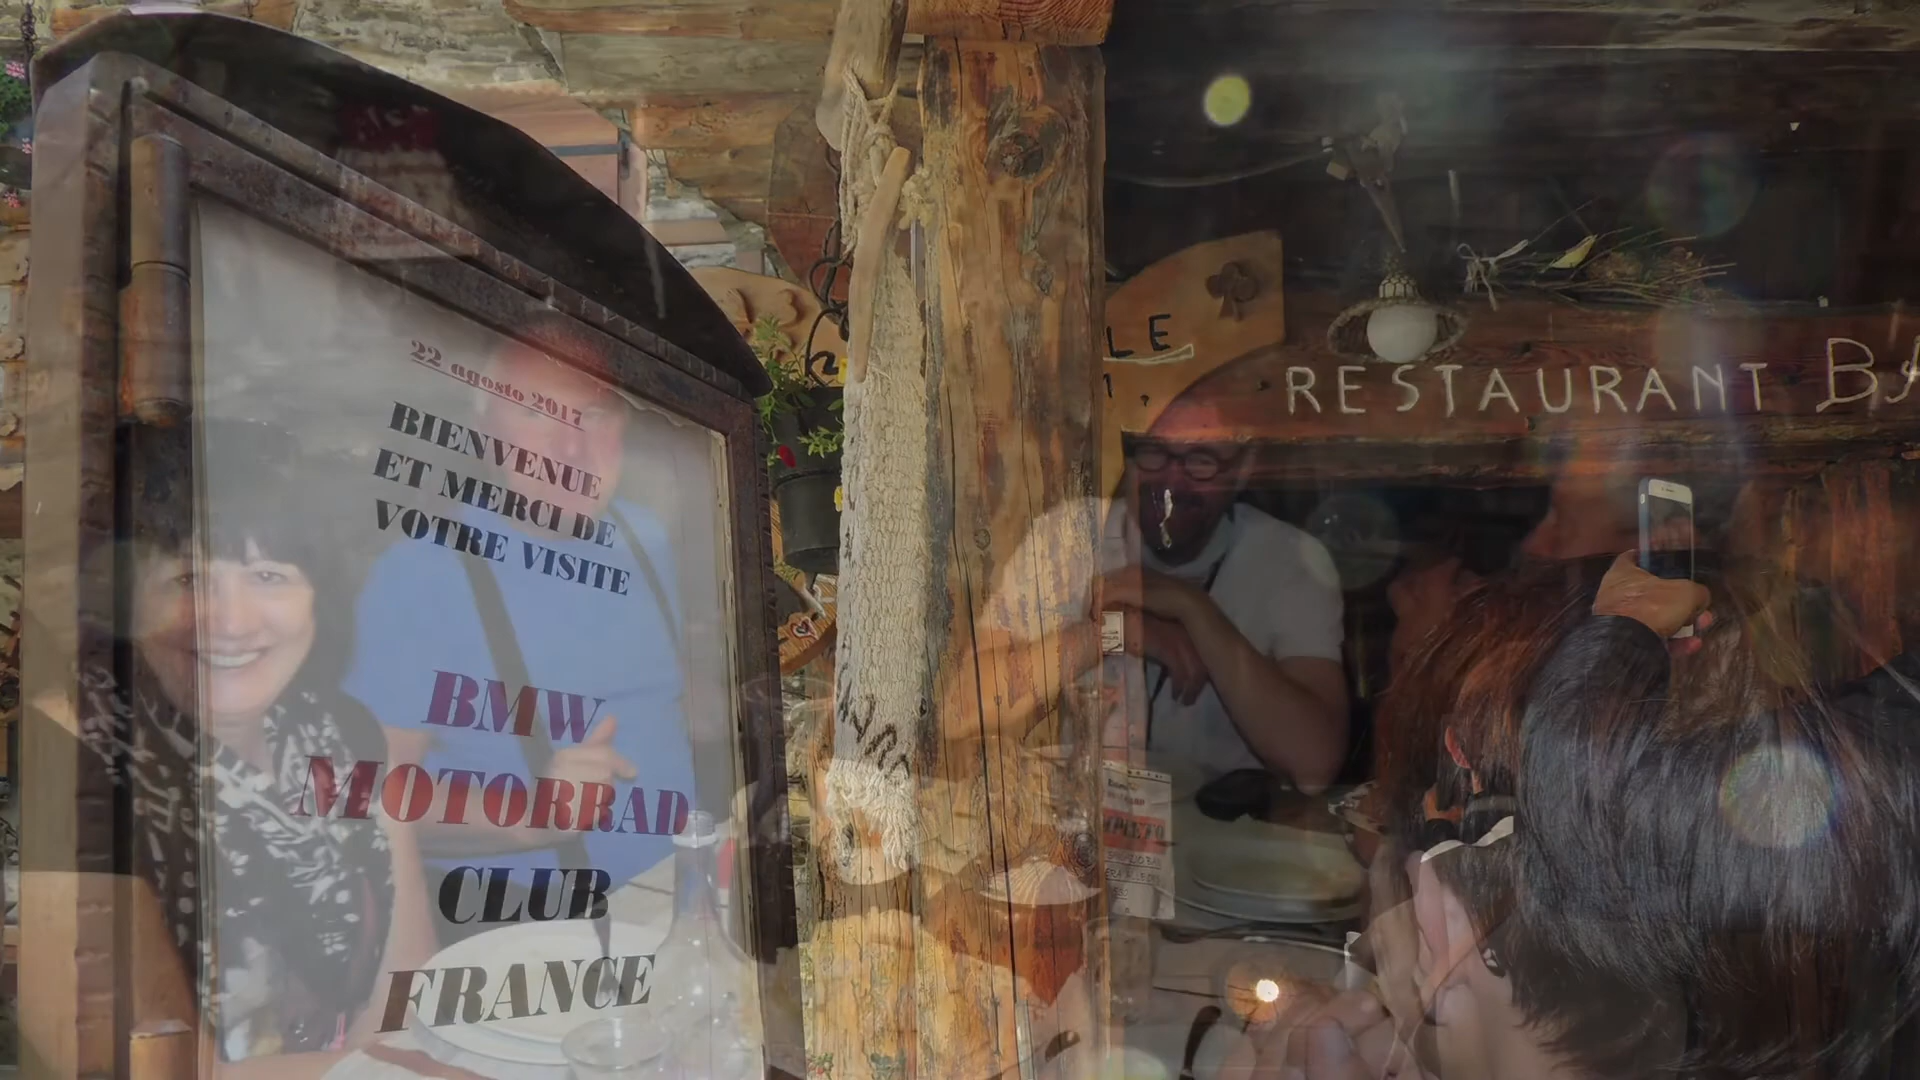 22 agosto 2017
BIENVENUE
ET MERCI DE
VOTRE VISITE
BMW
MOTORRAD
CLUB
FRANCE
RESTAURANT